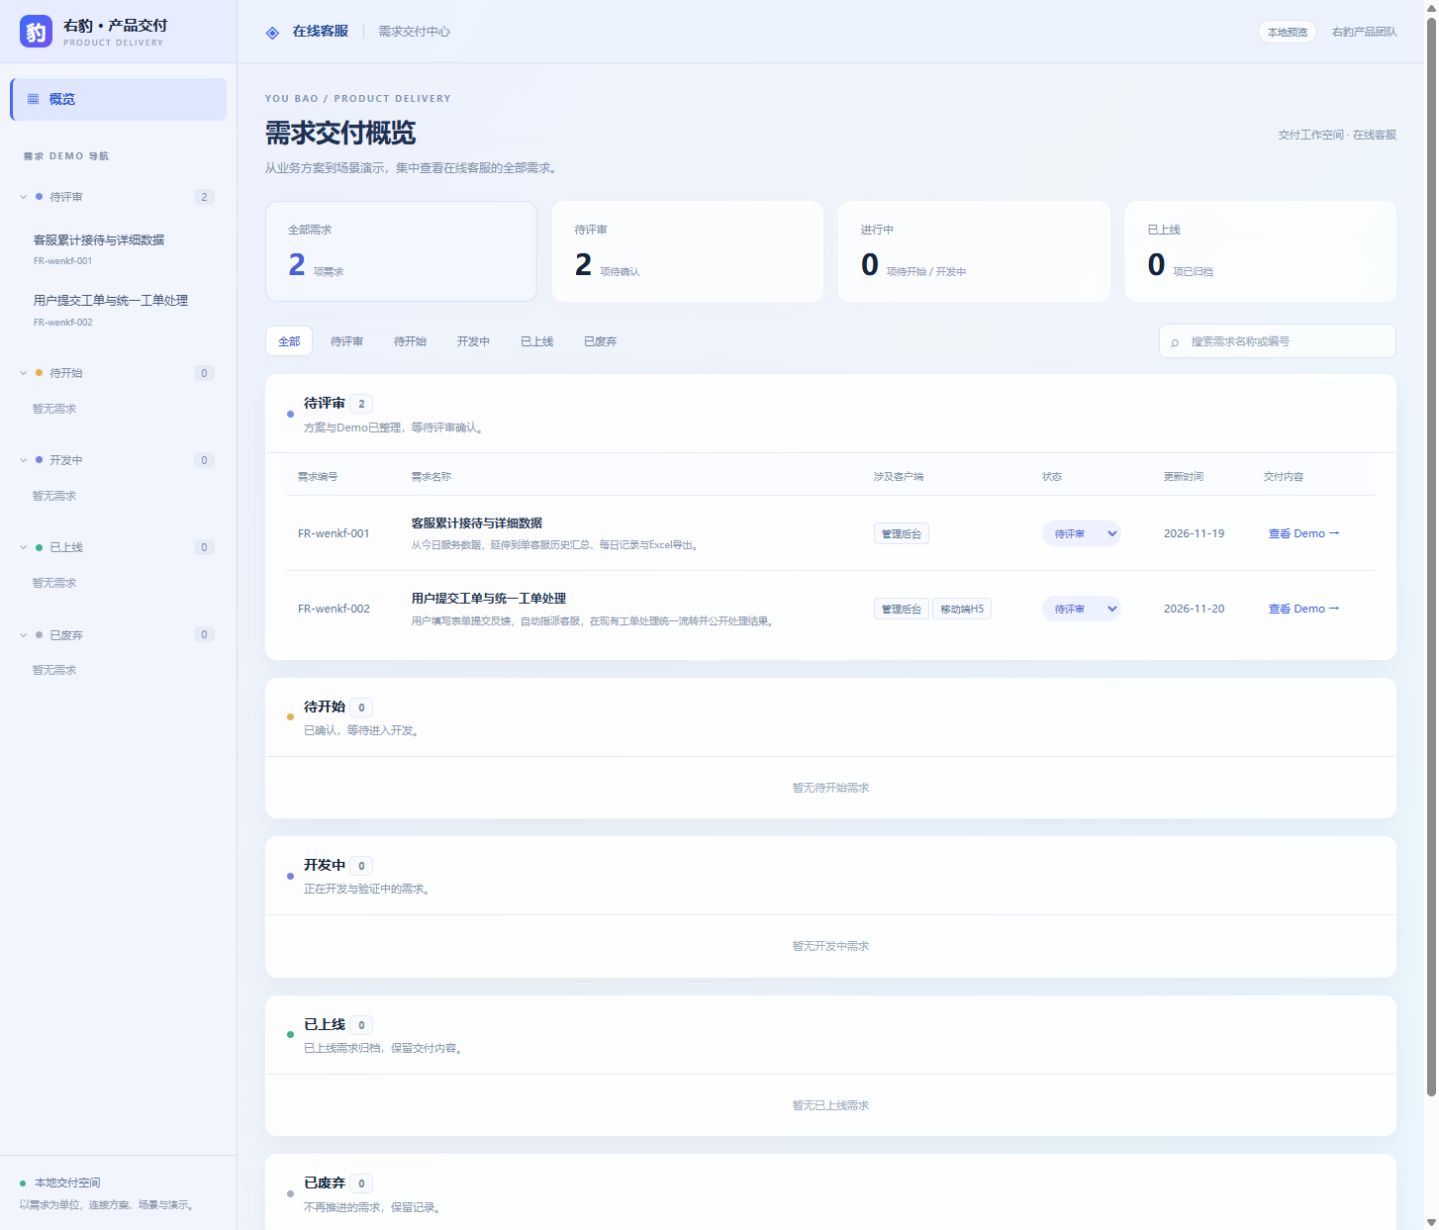 豹
右豹・产品交付
PRODUCT DELIVERY
概览
需求 DEMO 导航
待评审 2
客服累计接待与详细数据
FR-wenkf-001
用户提交工单与统一工单处理
FR-wenkf-002
待开始 0
暂无需求
开发中 0
暂无需求
已上线 0
暂无需求
已废弃 0
暂无需求
本地交付空间
以需求为单位，连接方案、场景与演示。
在线客服 需求交付中心
本地预览 右豹产品团队
YOU BAO / PRODUCT DELIVERY
需求交付概览
交付工作空间 · 在线客服
从业务方案到场景演示，集中查看在线客服的全部需求。
全部需求
2 项需求
待评审
2 项待确认
进行中
0 项待开始 / 开发中
已上线
0 项已归档
全部 待评审 待开始 开发中 已上线 已废弃
搜索需求名称或编号
待评审 2
方案与Demo已整理，等待评审确认。
需求编号 需求名称 涉及客户端 状态 更新时间 交付内容
FR-wenkf-001 客服累计接待与详细数据 管理后台 待评审 2026-11-19 查看 Demo →
从今日服务数据，延伸到单客服历史汇总、每日记录与Excel导出。
FR-wenkf-002 用户提交工单与统一工单处理 管理后台 移动端H5 待评审 2026-11-20 查看 Demo →
用户填写表单提交反馈，自动指派客服，在现有工单处理统一流转并公开处理结果。
待开始 0
已确认，等待进入开发。
暂无待开始需求
开发中 0
正在开发与验证中的需求。
暂无开发中需求
已上线 0
已上线需求归档，保留交付内容。
暂无已上线需求
已废弃 0
不再推进的需求，保留记录。